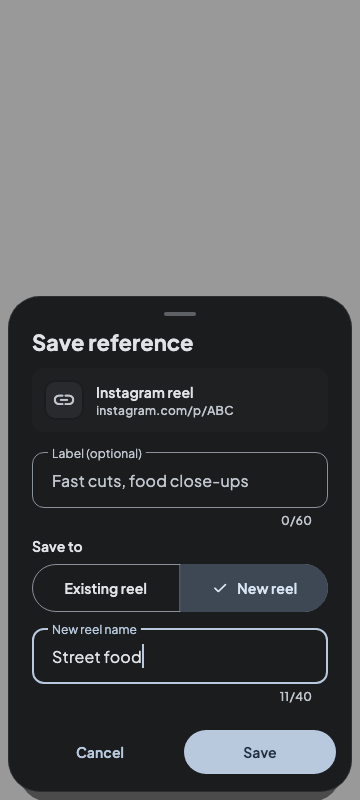 Save reference
Instagram reel
instagram.com/p/ABC
Label (optional)
Fast cuts, food close-ups
0/60
Save to
Existing reel
New reel
New reel name
Street food
11/40
Cancel
Save